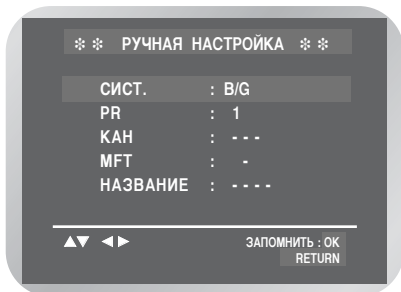 ❇❇ РУЧНАЯ НАСТРОЙКА ❇❇
СИСТ. : B/G
PR : 1
КАН : - - -
MFT : -
НАЗВАНИЕ : - - - -
▲▼ ◀▶ ЗАПОМНИТЬ : OK
RETURN